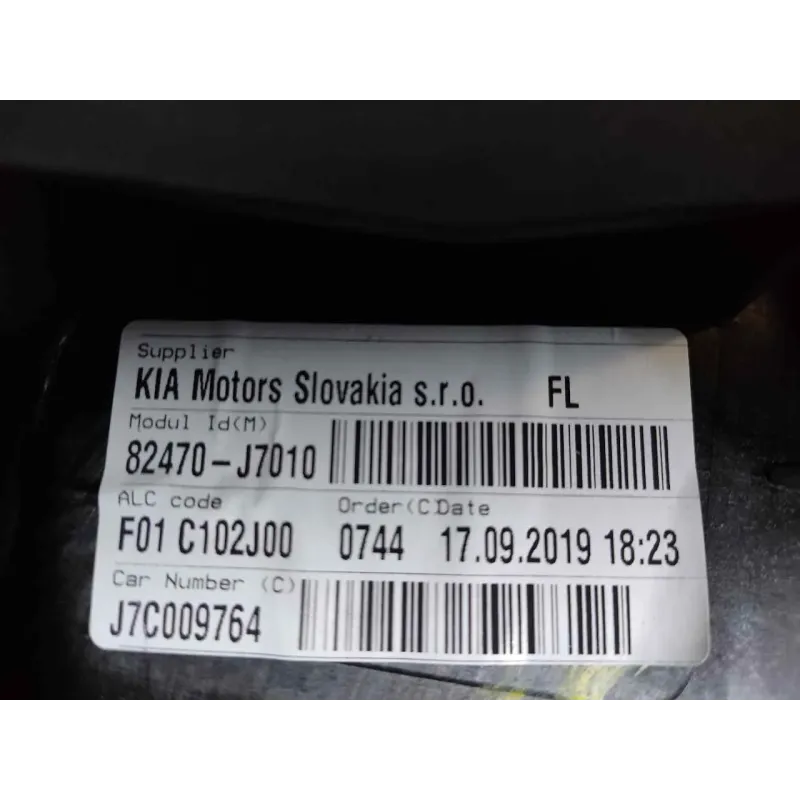 Supplier
KIA Motors Slovakia s.r.o. FL
Modul Id(M)
82470-J7010
ALC code Order(C)Date
F01 C102J00 0744 17.09.2019 18:23
Car Number (C)
J7C009764